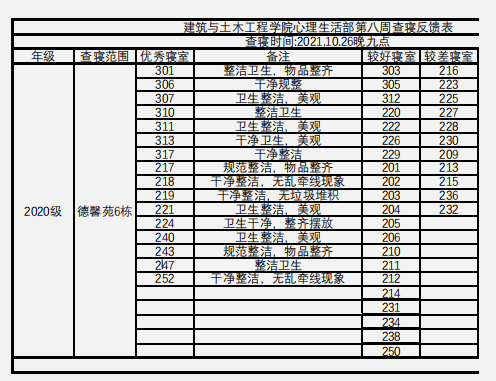 建筑与土木工程学院心理生活部第八周查寝反馈表
查寝时间:2021.10.26晚九点
年级 查寝范围 优秀寝室 备注 较好寝室 较差寝室
301 整洁卫生，物品整齐 303 216
306 干净规整 305 223
307 卫生整洁，美观 312 225
310 整洁卫生 220 227
311 卫生整洁，美观 222 228
313 干净卫生，美观 226 230
317 干净整洁 229 209
217 规范整洁，物品整齐 201 213
218 干净整洁，无乱牵线现象 202 215
219 干净整洁，无垃圾堆积 203 236
2020级 德馨苑6栋 221 卫生整洁，美观 204 232
224 卫生干净，整齐摆放 205
240 卫生整洁，美观 206
243 规范整洁，物品整齐 210
247 整洁卫生 211
252 干净整洁，无乱牵线现象 212
214
231
234
238
250